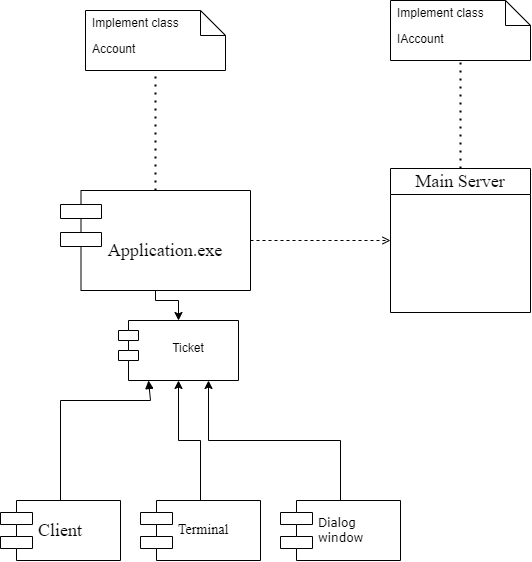 Implement class
Account
Implement class
IAccount
Main Server
Application.exe
Ticket
Client
Terminal
Dialog
window